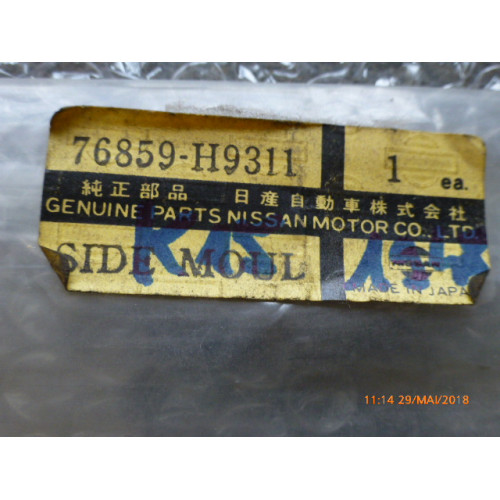 76859-H9311 1 ea.
純正部品 日産自動車株式会社
GENUINE PARTS NISSAN MOTOR CO., LTD.
SIDE MOUL
MADE IN JAPAN
11:14 29/MAI/2018